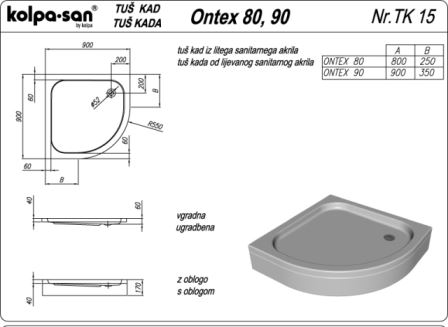 kolpa-san®
by kolpa
TUŠ KAD
TUŠ KADA
Ontex 80, 90
Nr.TK 15
tuš kad iz litega sanitarnega akrila
tuš kada od lijevanog sanitarnog akrila
A B
ONTEX 80 800 250
ONTEX 90 900 350
900
200
60
200
B
ø52
900
R550
60
60
B
40
60
vgradna
ugradbena
40
170
z oblogo
s oblogom